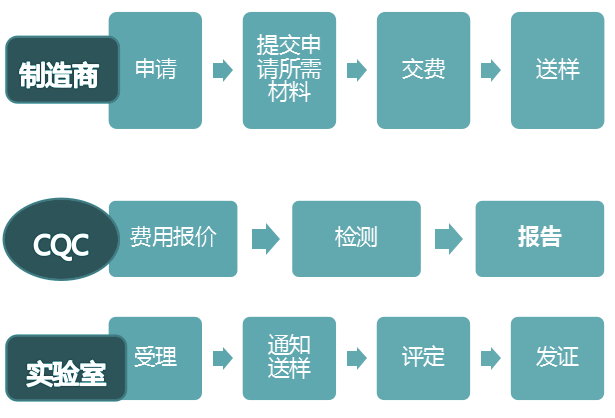 制造商
申请
提交申
请所需
材料
交费
送样
CQC
费用报价
检测
报告
实验室
受理
通知
送样
评定
发证